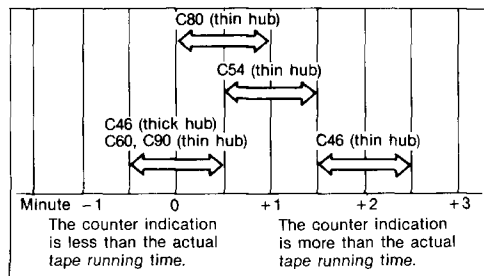 C80 (thin hub)
C54 (thin hub)
C46 (thick hub)
C60, C90 (thin hub)
C46 (thin hub)
Minute -1 0 +1 +2 +3
The counter indication
is less than the actual
tape running time.
The counter indication
is more than the actual
tape running time.